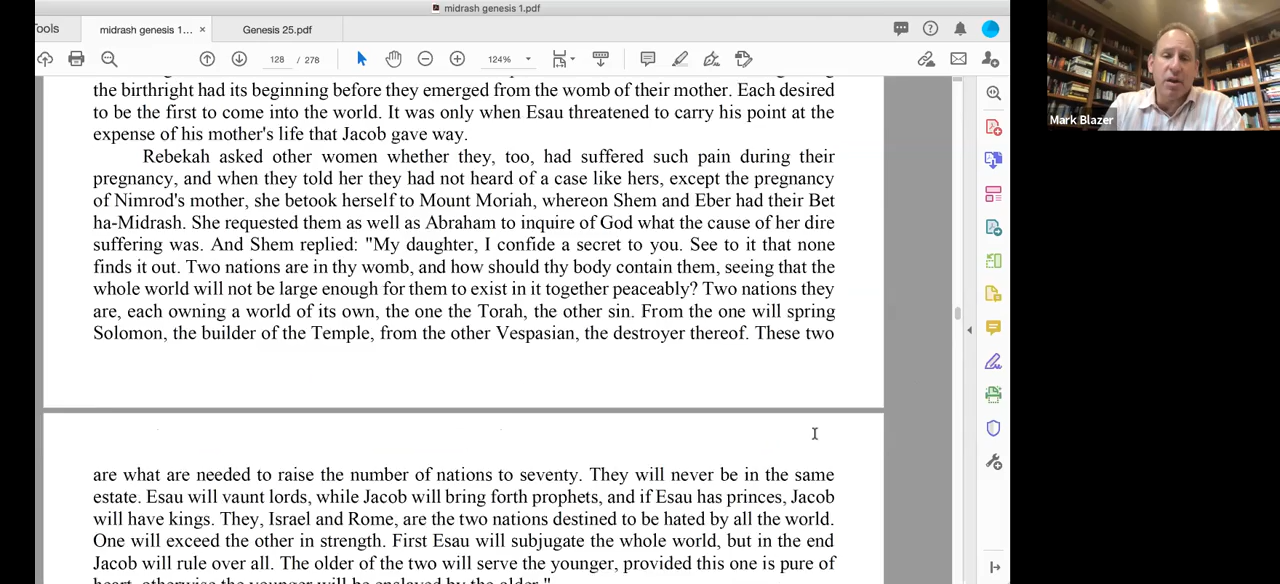 midrash genesis 1.pdf
Tools
midrash genesis 1... ×
Genesis 25.pdf
128 / 278
124%
the birthright had its beginning before they emerged from the womb of their mother. Each desired
to be the first to come into the world. It was only when Esau threatened to carry his point at the
expense of his mother's life that Jacob gave way.
Rebekah asked other women whether they, too, had suffered such pain during their
pregnancy, and when they told her they had not heard of a case like hers, except the pregnancy
of Nimrod's mother, she betook herself to Mount Moriah, whereon Shem and Eber had their Bet
ha-Midrash. She requested them as well as Abraham to inquire of God what the cause of her dire
suffering was. And Shem replied: "My daughter, I confide a secret to you. See to it that none
finds it out. Two nations are in thy womb, and how should thy body contain them, seeing that the
whole world will not be large enough for them to exist in it together peaceably? Two nations they
are, each owning a world of its own, the one the Torah, the other sin. From the one will spring
Solomon, the builder of the Temple, from the other Vespasian, the destroyer thereof. These two
are what are needed to raise the number of nations to seventy. They will never be in the same
estate. Esau will vaunt lords, while Jacob will bring forth prophets, and if Esau has princes, Jacob
will have kings. They, Israel and Rome, are the two nations destined to be hated by all the world.
One will exceed the other in strength. First Esau will subjugate the whole world, but in the end
Jacob will rule over all. The older of the two will serve the younger, provided this one is pure of
heart, otherwise the younger will be enslaved by the older."
Mark Blazer